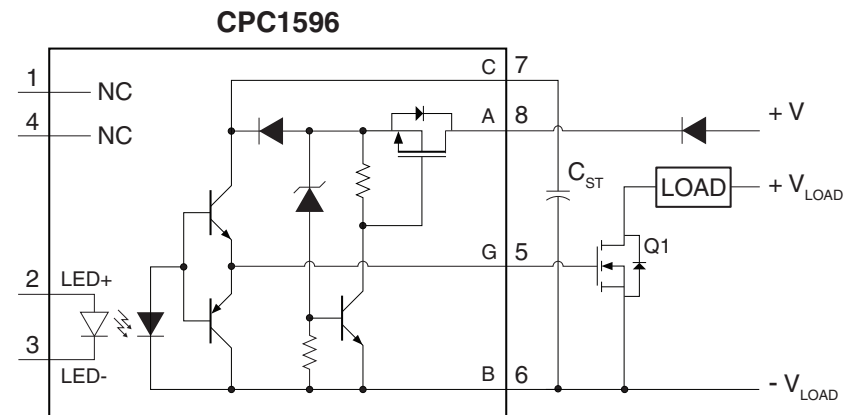 CPC1596
C 7
1 NC
A 8
+ V
4 NC
C_ST
LOAD + V_LOAD
G 5
Q1
2 LED+
3 LED-
B 6
- V_LOAD